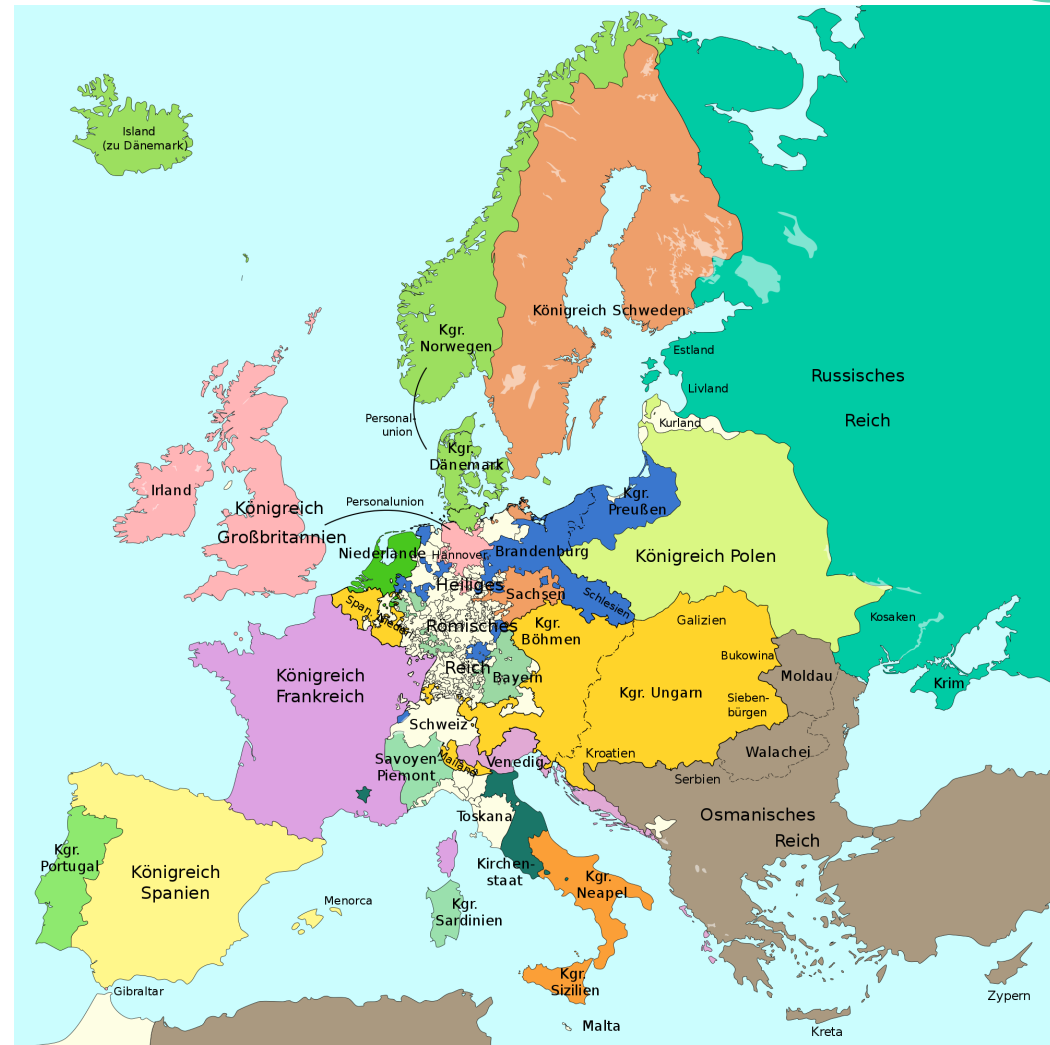 Island
(zu Dänemark)
Königreich Schweden
Kgr.
Norwegen
Estland
Russisches
Reich
Livland
Personal-
union
Kurland
Kgr.
Dänemark
Irland
Kgr.
Preußen
Personalunion
Königreich
Großbritannien
Niederlande
Hannover
Brandenburg
Königreich Polen
Heiliges
Römisches
Reich
Sachsen
Schlesien
Span. Niederl.
Kgr.
Böhmen
Galizien
Kosaken
Königreich
Frankreich
Bayern
Bukowina
Moldau
Krim
Kgr. Ungarn
Sieben-
bürgen
Schweiz
Walachei
Savoyen-
Piemont
Mailand
Venedig
Kroatien
Serbien
Osmanisches
Reich
Toskana
Kgr.
Portugal
Königreich
Spanien
Kirchen-
staat
Kgr.
Neapel
Menorca
Kgr.
Sardinien
Kgr.
Sizilien
Gibraltar
Zypern
Malta
Kreta